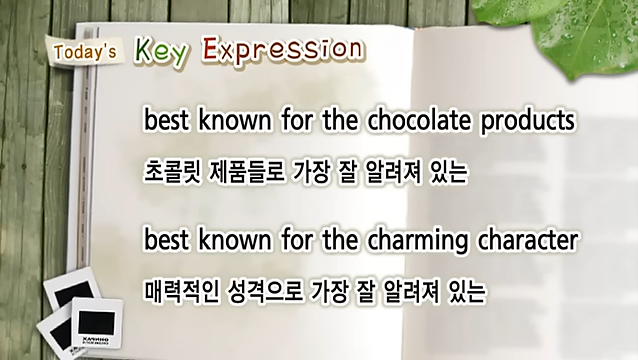 Today's Key Expression
best known for the chocolate products
초콜릿 제품들로 가장 잘 알려져 있는
best known for the charming character
매력적인 성격으로 가장 잘 알려져 있는